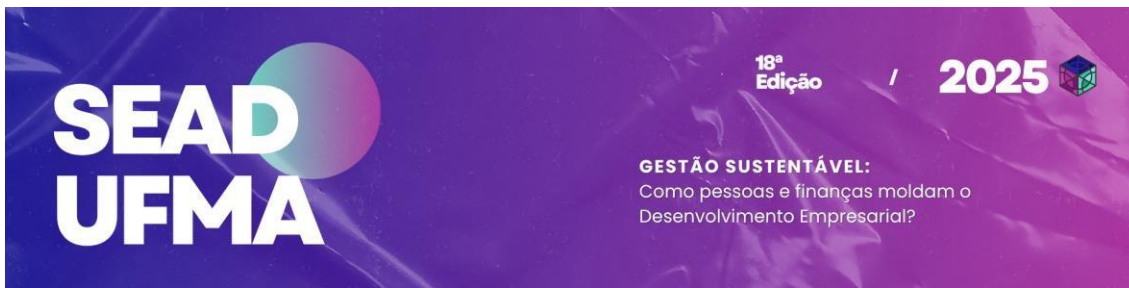 SEAD
UFMA
18ª
Edição
/
2025
GESTÃO SUSTENTÁVEL:
Como pessoas e finanças moldam o
Desenvolvimento Empresarial?